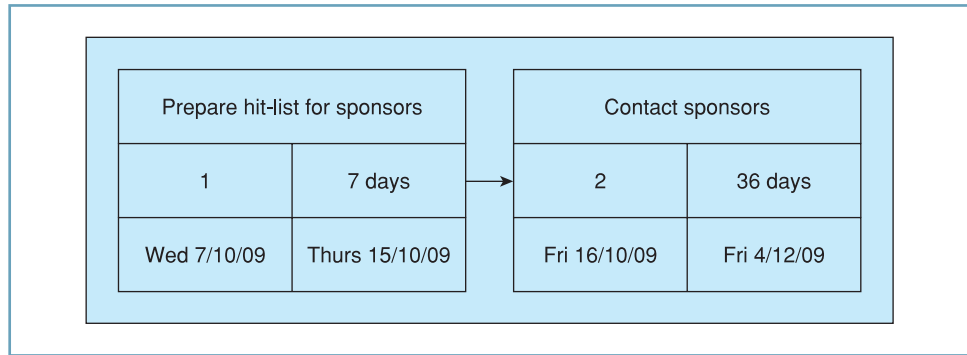 Prepare hit-list for sponsors
1
7 days
Wed 7/10/09
Thurs 15/10/09
Contact sponsors
2
36 days
Fri 16/10/09
Fri 4/12/09